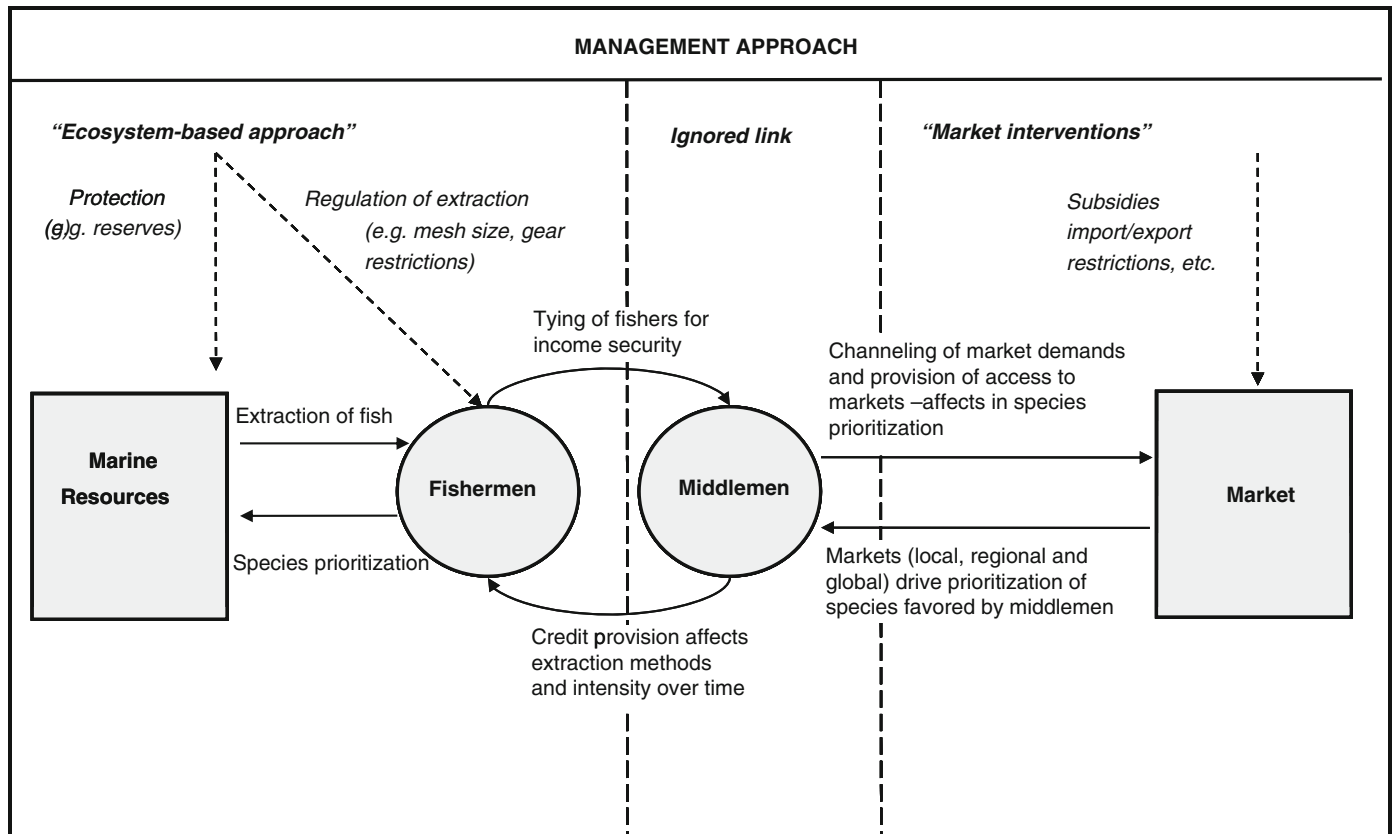 MANAGEMENT APPROACH
“Ecosystem-based approach”
Ignored link
“Market interventions”
Protection
(e.g. reserves)
Regulation of extraction
(e.g. mesh size, gear
restrictions)
Subsidies
import/export
restrictions, etc.
Tying of fishers for
income security
Channeling of market demands
and provision of access to
markets –affects in species
prioritization
Extraction of fish
Marine
Resources
Fishermen
Middlemen
Market
Species prioritization
Markets (local, regional and
global) drive prioritization of
species favored by middlemen
Credit provision affects
extraction methods
and intensity over time